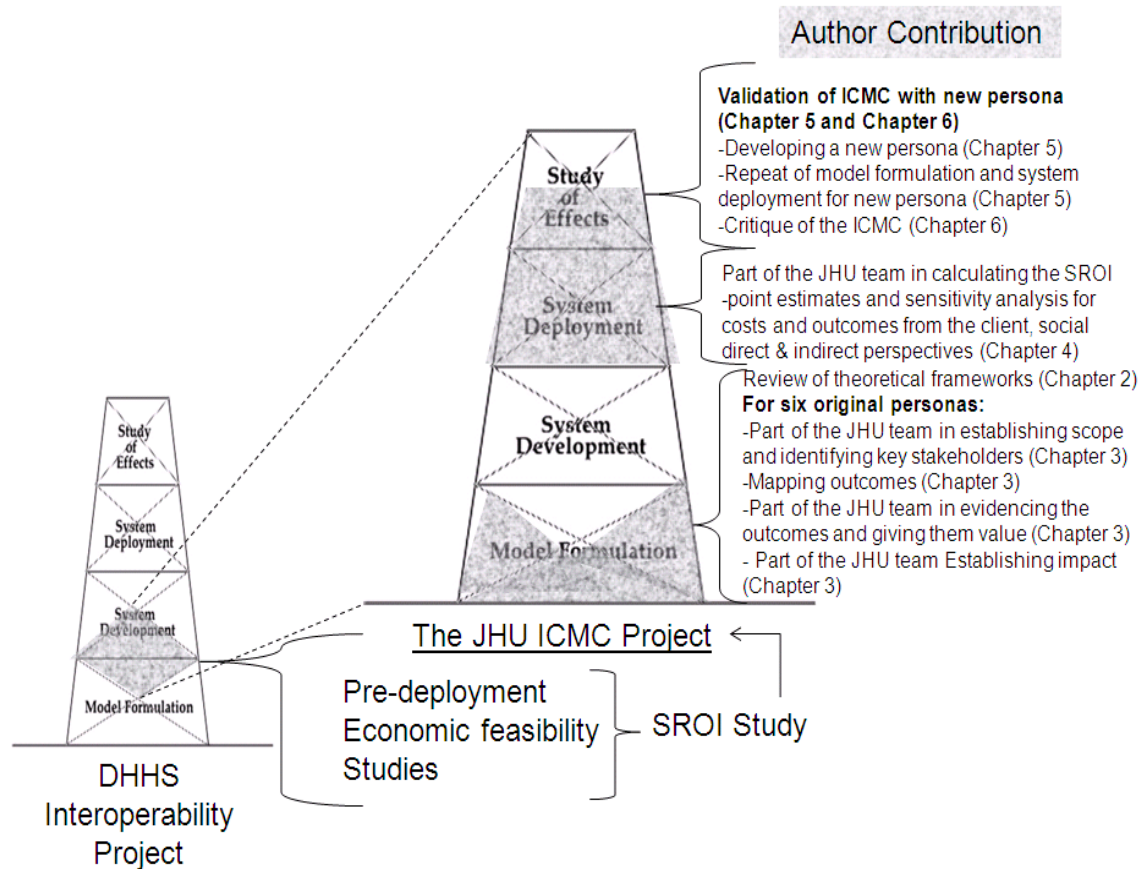 Author Contribution
Validation of ICMC with new persona
(Chapter 5 and Chapter 6)
-Developing a new persona (Chapter 5)
-Repeat of model formulation and system
deployment for new persona (Chapter 5)
-Critique of the ICMC (Chapter 6)
Part of the JHU team in calculating the SROI
-point estimates and sensitivity analysis for
costs and outcomes from the client, social
direct & indirect perspectives (Chapter 4)
Review of theoretical frameworks (Chapter 2)
For six original personas:
-Part of the JHU team in establishing scope
and identifying key stakeholders (Chapter 3)
-Mapping outcomes (Chapter 3)
-Part of the JHU team in evidencing the
outcomes and giving them value (Chapter 3)
- Part of the JHU team Establishing impact
(Chapter 3)
Study
of
Effects
System
Deployment
System
Development
Model Formulation
The JHU ICMC Project
Study
of
Effects
System
Deployment
System
Development
Model Formulation
DHHS
Interoperability
Project
Pre-deployment
Economic feasibility
Studies
SROI Study